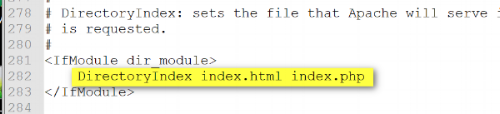 278 # DirectoryIndex: sets the file that Apache will serve
279 # is requested.
280 #
281 <IfModule dir_module>
282 DirectoryIndex index.html index.php
283 </IfModule>